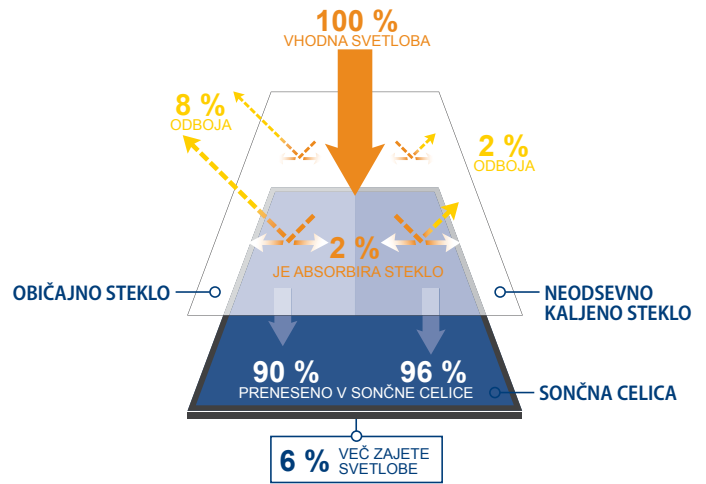 100 %
VHODNA SVETLOBA
8 %
ODBOJA
2 %
ODBOJA
2 %
JE ABSORBIRA STEKLO
OBIČAJNO STEKLO
NEODSEVNO
KALJENO STEKLO
90 %
96 %
PRENESENO V SONČNE CELICE
SONČNA CELICA
6 % VEČ ZAJETE
SVETLOBE